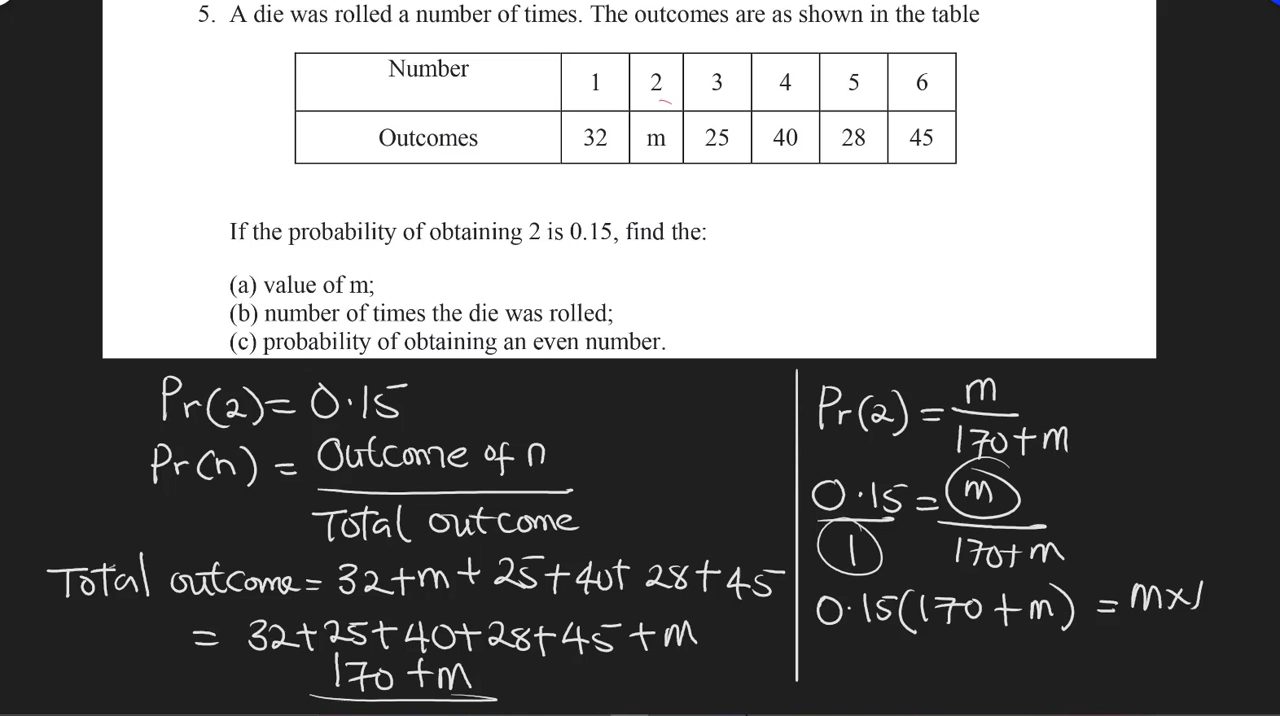 5. A die was rolled a number of times. The outcomes are as shown in the table
Number 1 2 3 4 5 6
Outcomes 32 m 25 40 28 45
If the probability of obtaining 2 is 0.15, find the:
(a) value of m;
(b) number of times the die was rolled;
(c) probability of obtaining an even number.
Pr(2) = 0.15
Pr(n) = Outcome of n
Total outcome
Total outcome = 32+m+25+40+28+45
= 32+25+40+28+45+m
170+m
Pr(2) = m
170+m
0.15 = m
1 170+m
0.15(170+m) = m×1